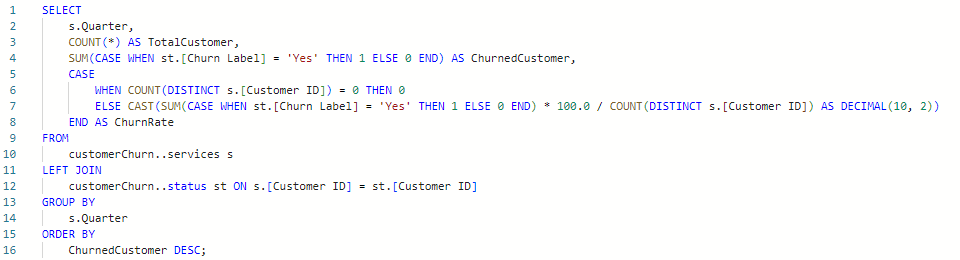 1 SELECT
2 s.Quarter,
3 COUNT(*) AS TotalCustomer,
4 SUM(CASE WHEN st.[Churn Label] = 'Yes' THEN 1 ELSE 0 END) AS ChurnedCustomer,
5 CASE
6 WHEN COUNT(DISTINCT s.[Customer ID]) = 0 THEN 0
7 ELSE CAST(SUM(CASE WHEN st.[Churn Label] = 'Yes' THEN 1 ELSE 0 END) * 100.0 / COUNT(DISTINCT s.[Customer ID]) AS DECIMAL(10, 2))
8 END AS ChurnRate
9 FROM
10 customerChurn..services s
11 LEFT JOIN
12 customerChurn..status st ON s.[Customer ID] = st.[Customer ID]
13 GROUP BY
14 s.Quarter
15 ORDER BY
16 ChurnedCustomer DESC;